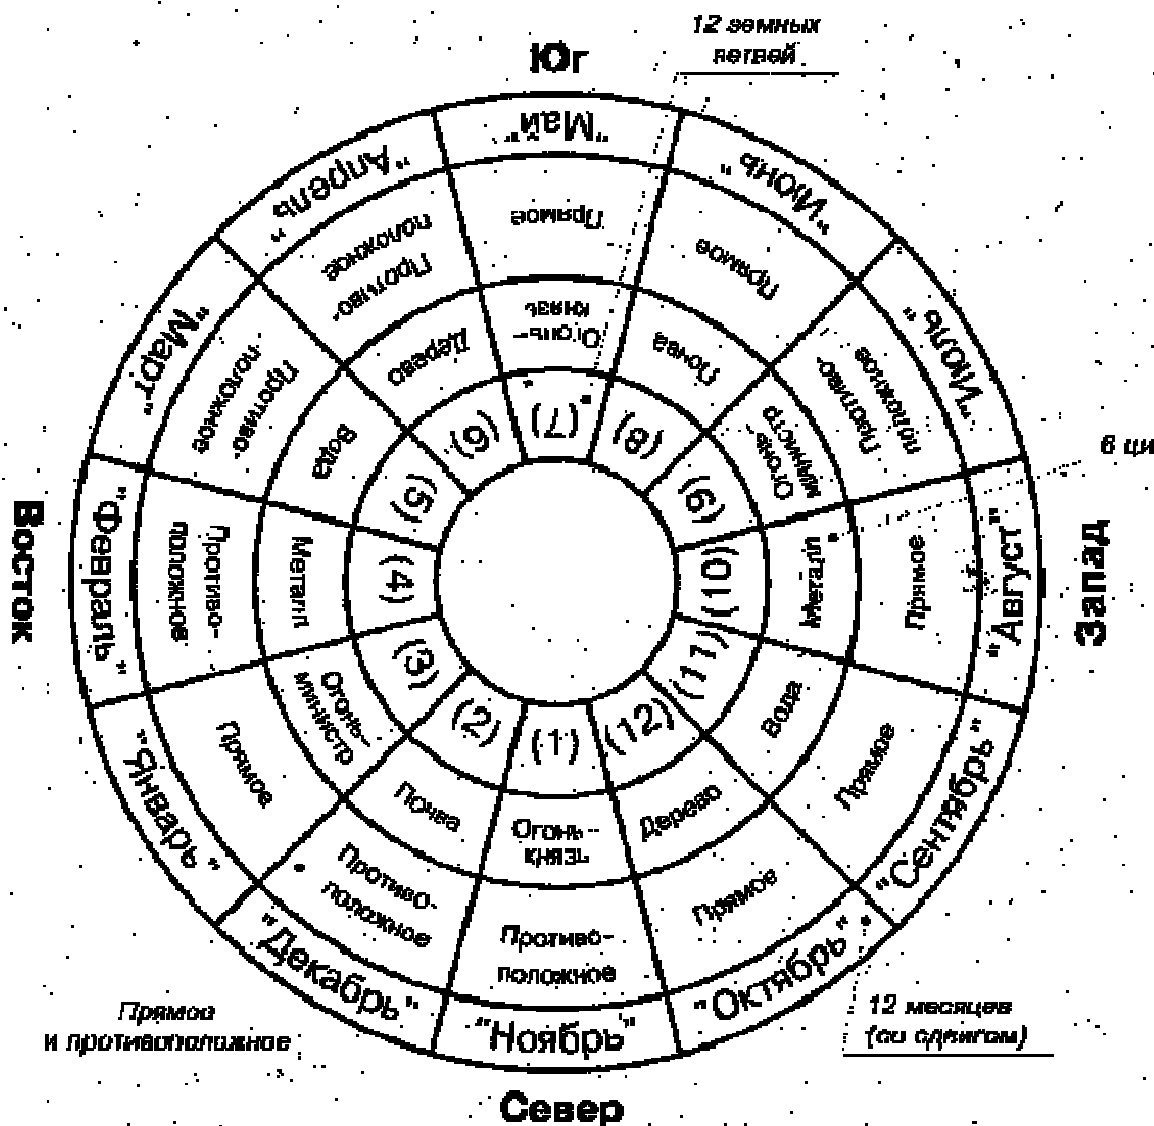 12 земных
ветвей
Юг
"Май"
Прямое
Огонь-
князь
(7)
"Июнь"
Прямое
Почва
(8)
"Июль"
Противо-
положное
Огонь-
министр
(9)
6 ци
Запад
"Август"
Прямое
Металл
(10)
"Сентябрь"
Прямое
Вода
(11)
"Октябрь"
Прямое
Дерево
(12)
"Ноябрь"
Противо-
положное
Огонь-
князь
(1)
"Декабрь"
Противо-
положное
Почва
(2)
"Январь"
Прямое
Огонь-
министр
(3)
Восток
"Февраль"
Противо-
положное
Металл
(4)
"Март"
Противо-
положное
Вода
(5)
"Апрель"
Противо-
положное
Дерево
(6)
Прямое
и противоположное
12 месяцев
(со сдвигом)
Север